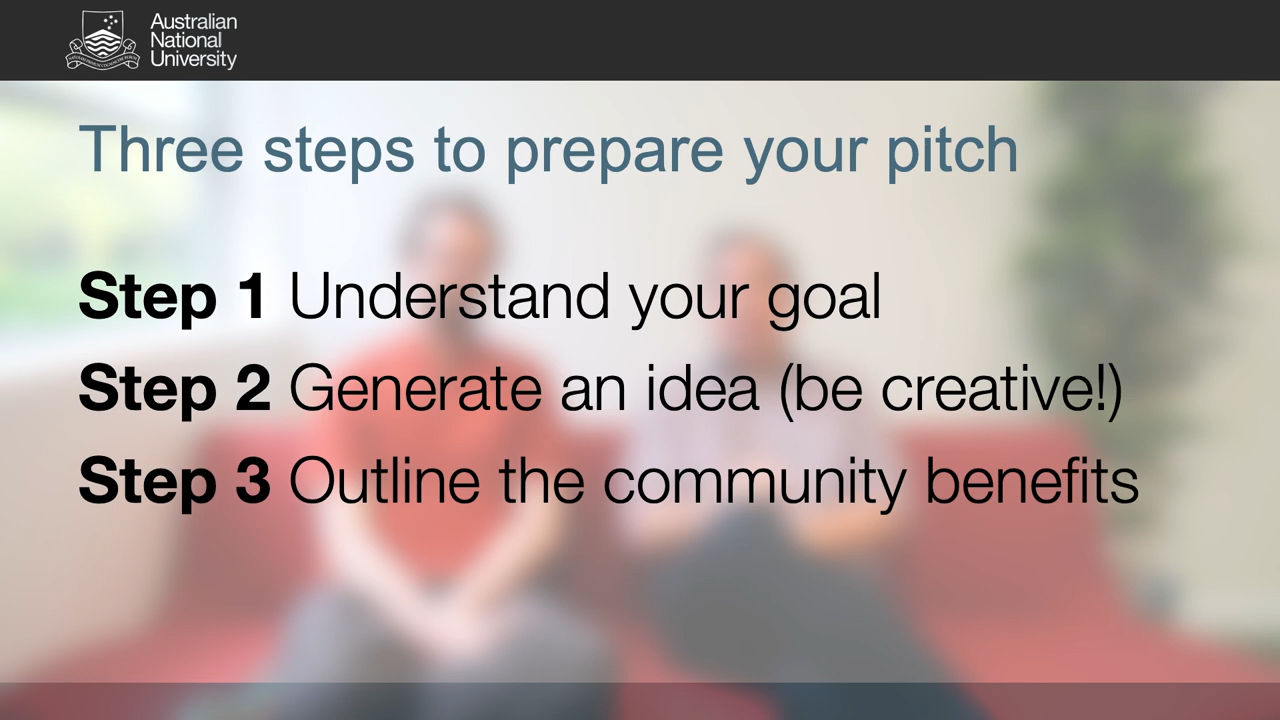 Australian
National
University
Three steps to prepare your pitch
Step 1 Understand your goal
Step 2 Generate an idea (be creative!)
Step 3 Outline the community benefits